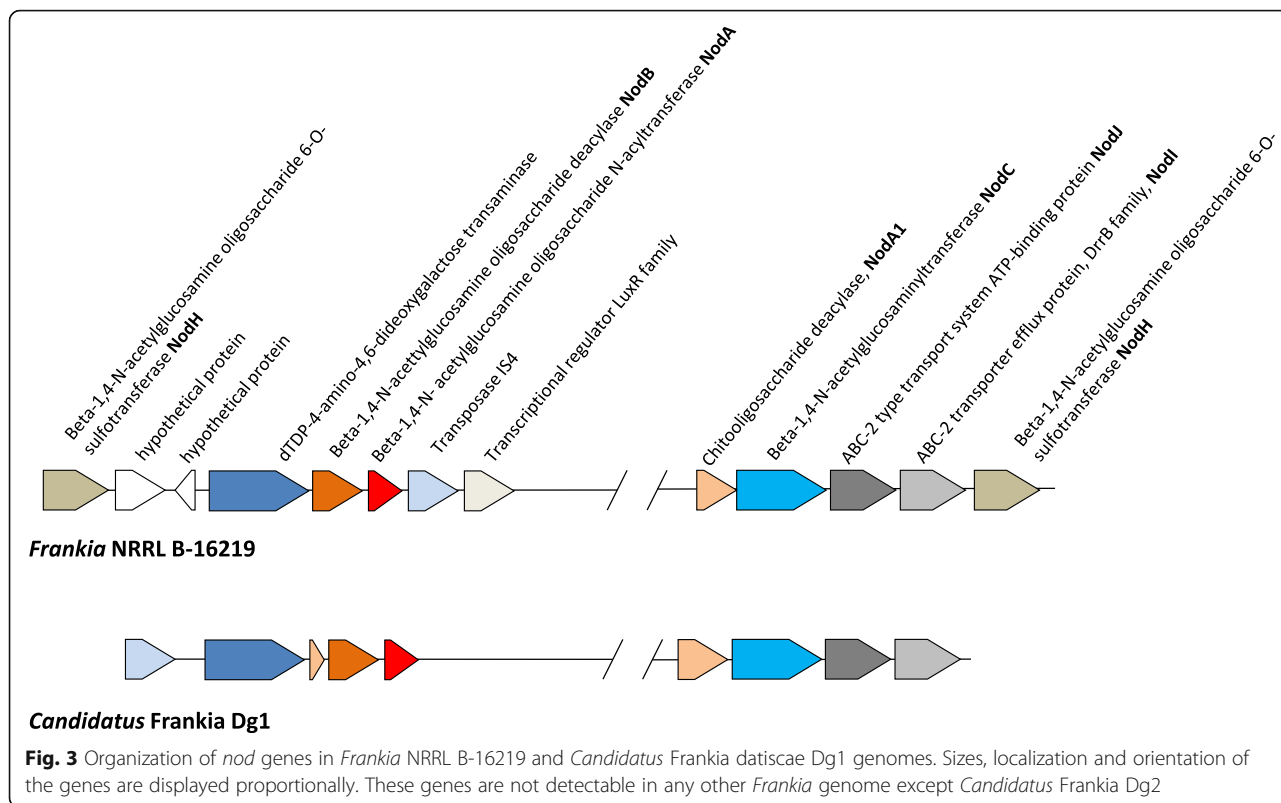 Beta-1,4-N-acetylglucosamine oligosaccharide 6-O-
sulfotransferase NodH
hypothetical protein
hypothetical protein
dTDP-4-amino-4,6-dideoxygalactose transaminase
Beta-1,4-N-acettylglucosamine oligosaccharide deacylase NodB
Beta-1,4-N- acetylglucosamine oligosaccharide N-acyltransferase NodA
Transpose IS4
Transcriptional regulator LuxR family
Chitooligosaccharide deacylase, NodA1
Beta-1,4-N-acetylglucosaminyltransferase NodC
ABC-2 type transport system ATP-binding protein NodJ
ABC-2 transporter efflux protein, DrrB family, NodI
Beta-1,4-N-acetylglucosamine oligosaccharide 6-O-
sulfotransferase NodH
Frankia NRRL B-16219
Candidatus Frankia Dg1
Fig. 3 Organization of nod genes in Frankia NRRL B-16219 and Candidatus Frankia datiscae Dg1 genomes. Sizes, localization and orientation of
the genes are displayed proportionally. These genes are not detectable in any other Frankia genome except Candidatus Frankia Dg2